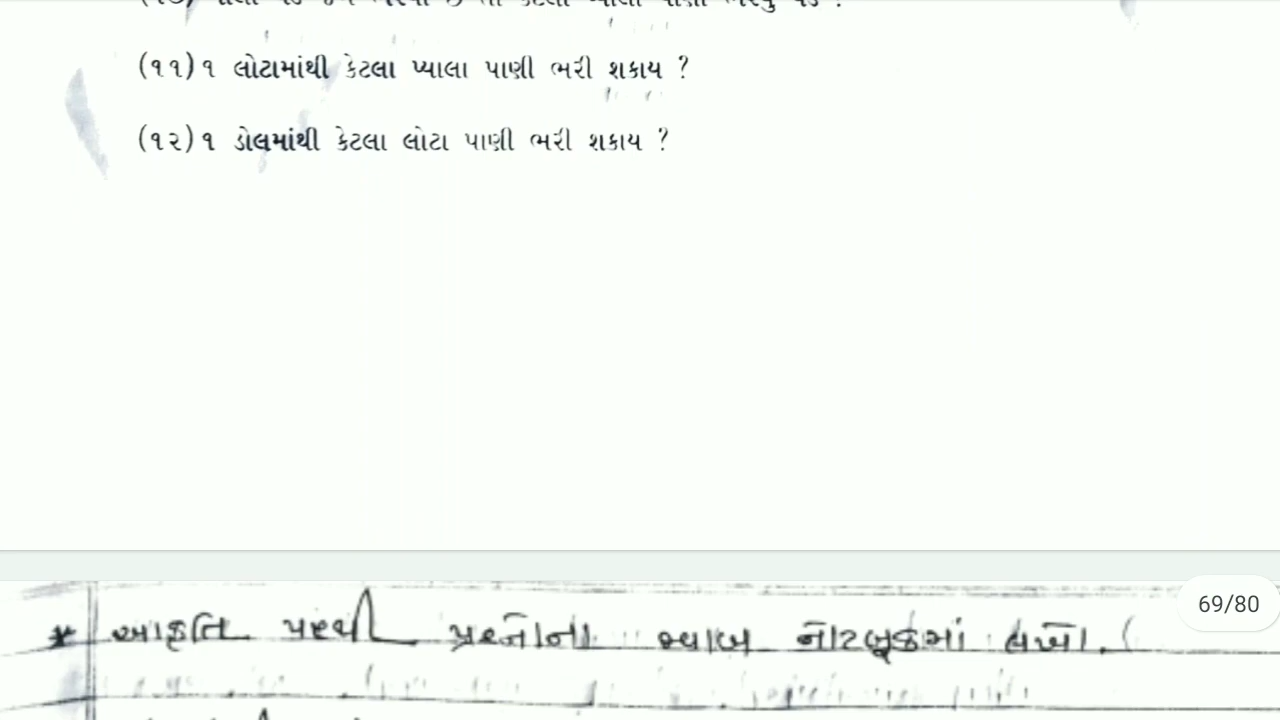 (૧૧) ૧ લોટામાંથી કેટલા પ્યાલા પાણી ભરી શકાય ?
(૧૨) ૧ ડોલમાંથી કેટલા લોટા પાણી ભરી શકાય ?
69/80
* આકૃતિ પરથી પ્રશ્નોના જવાબ નોટબૂકમાં લખો.